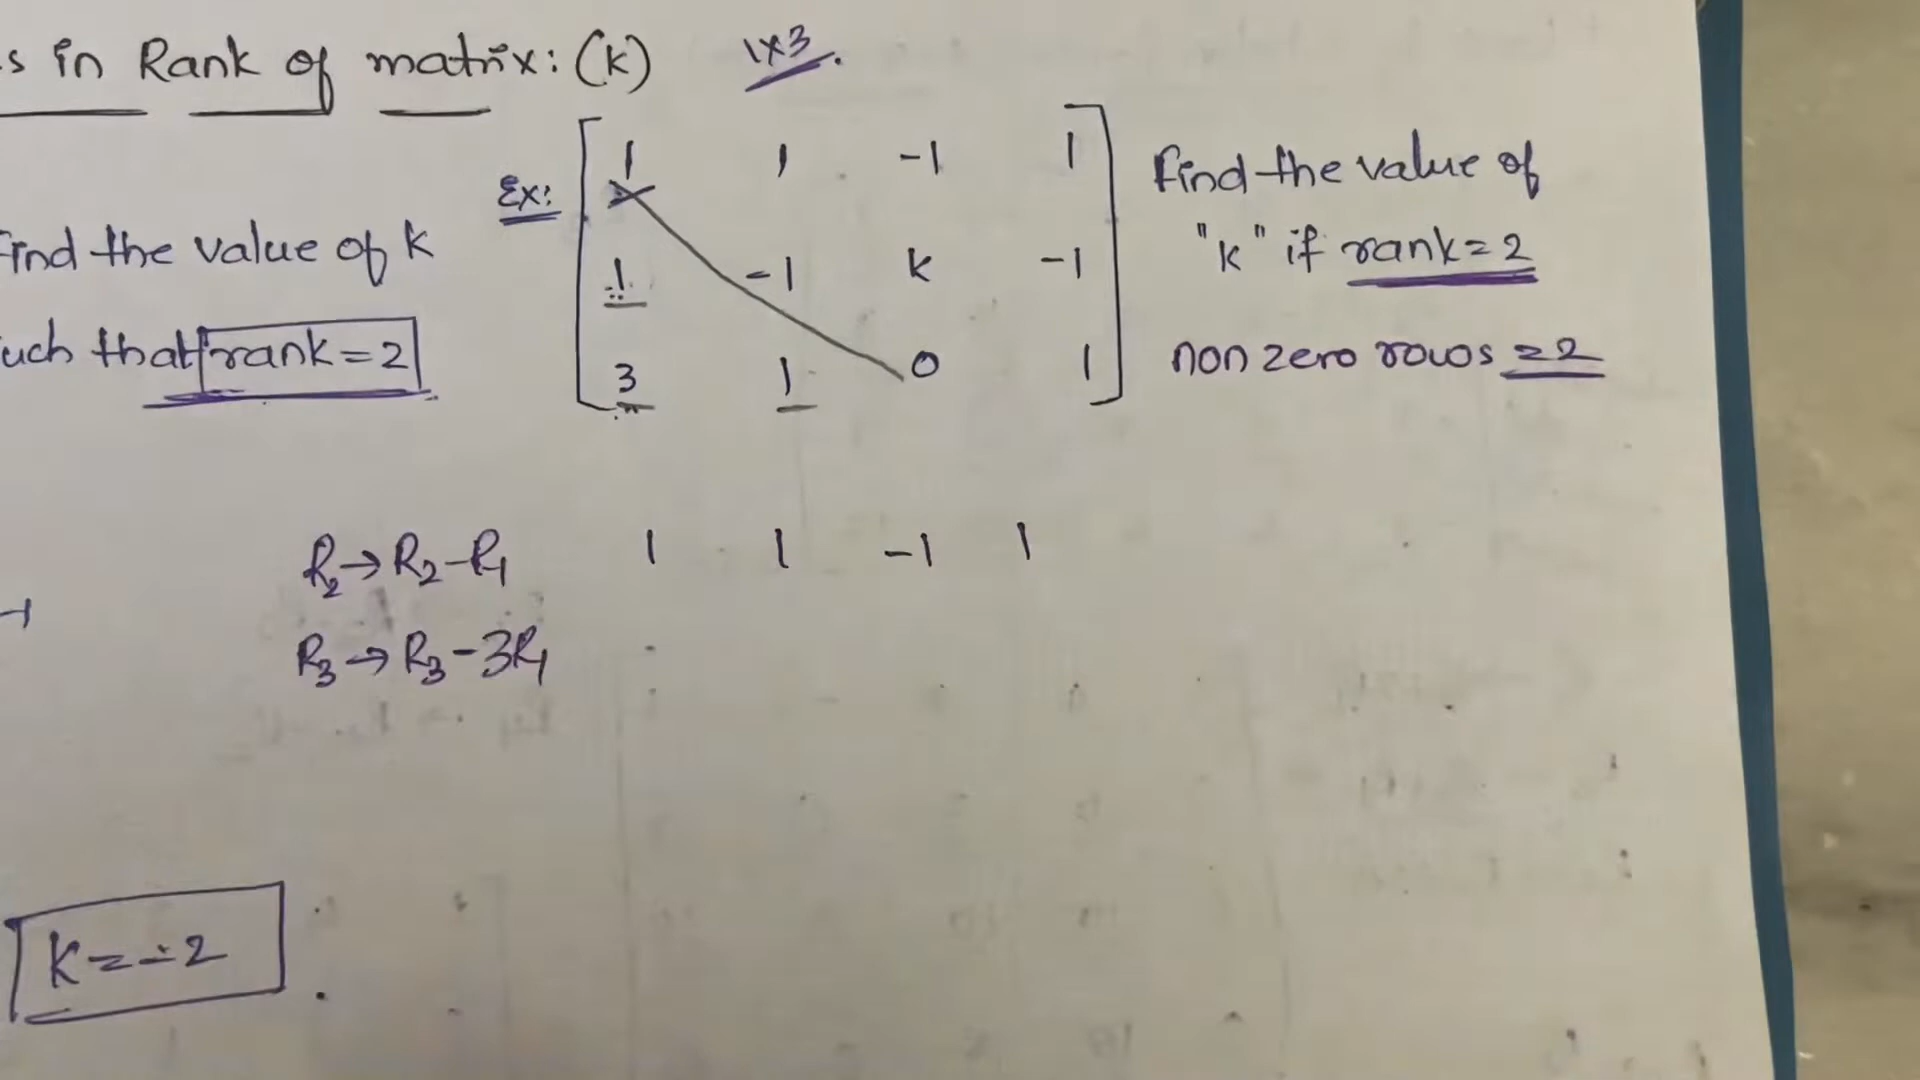 s in Rank of matrix: (k) 1x3.
find the value of k
uch that rank = 2
Ex:
1 1 -1 1
1 -1 k -1
3 1 0 1
find the value of
"k" if rank = 2
non zero rows = 2
R2→R2-R1 1 1 -1 1
R3→R3-3R1
-1
k = -2